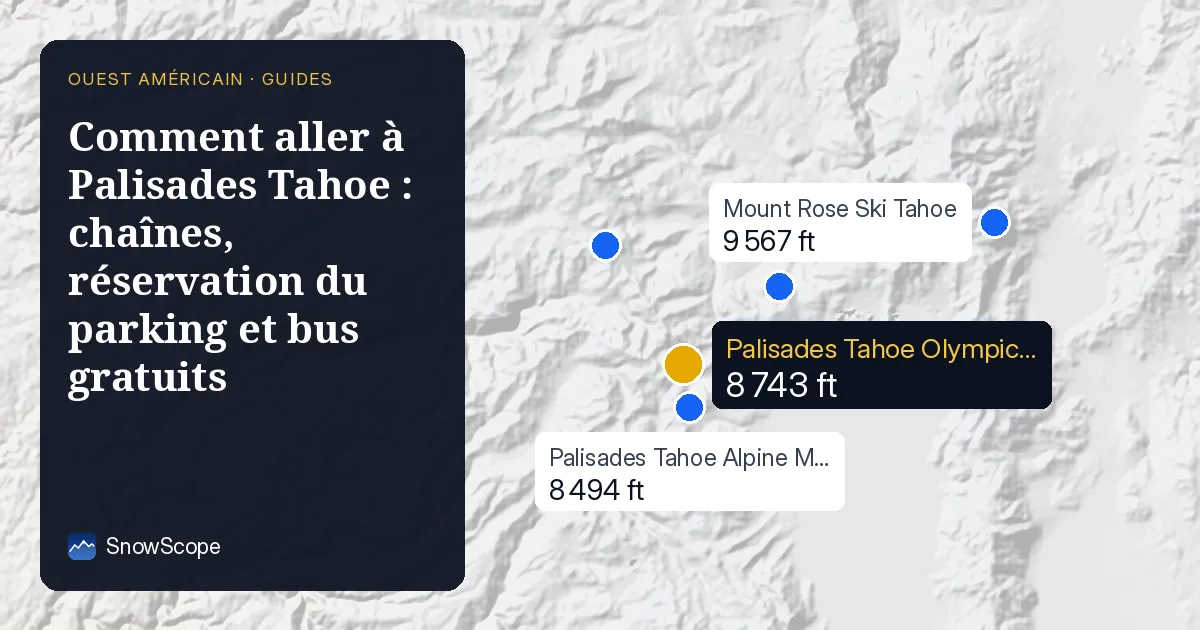 OUEST AMÉRICAIN · GUIDES
Comment aller à
Palisades Tahoe :
chaînes,
réservation du
parking et bus
gratuits
SnowScope
Mount Rose Ski Tahoe
9 567 ft
Palisades Tahoe Olympic...
8 743 ft
Palisades Tahoe Alpine M...
8 494 ft